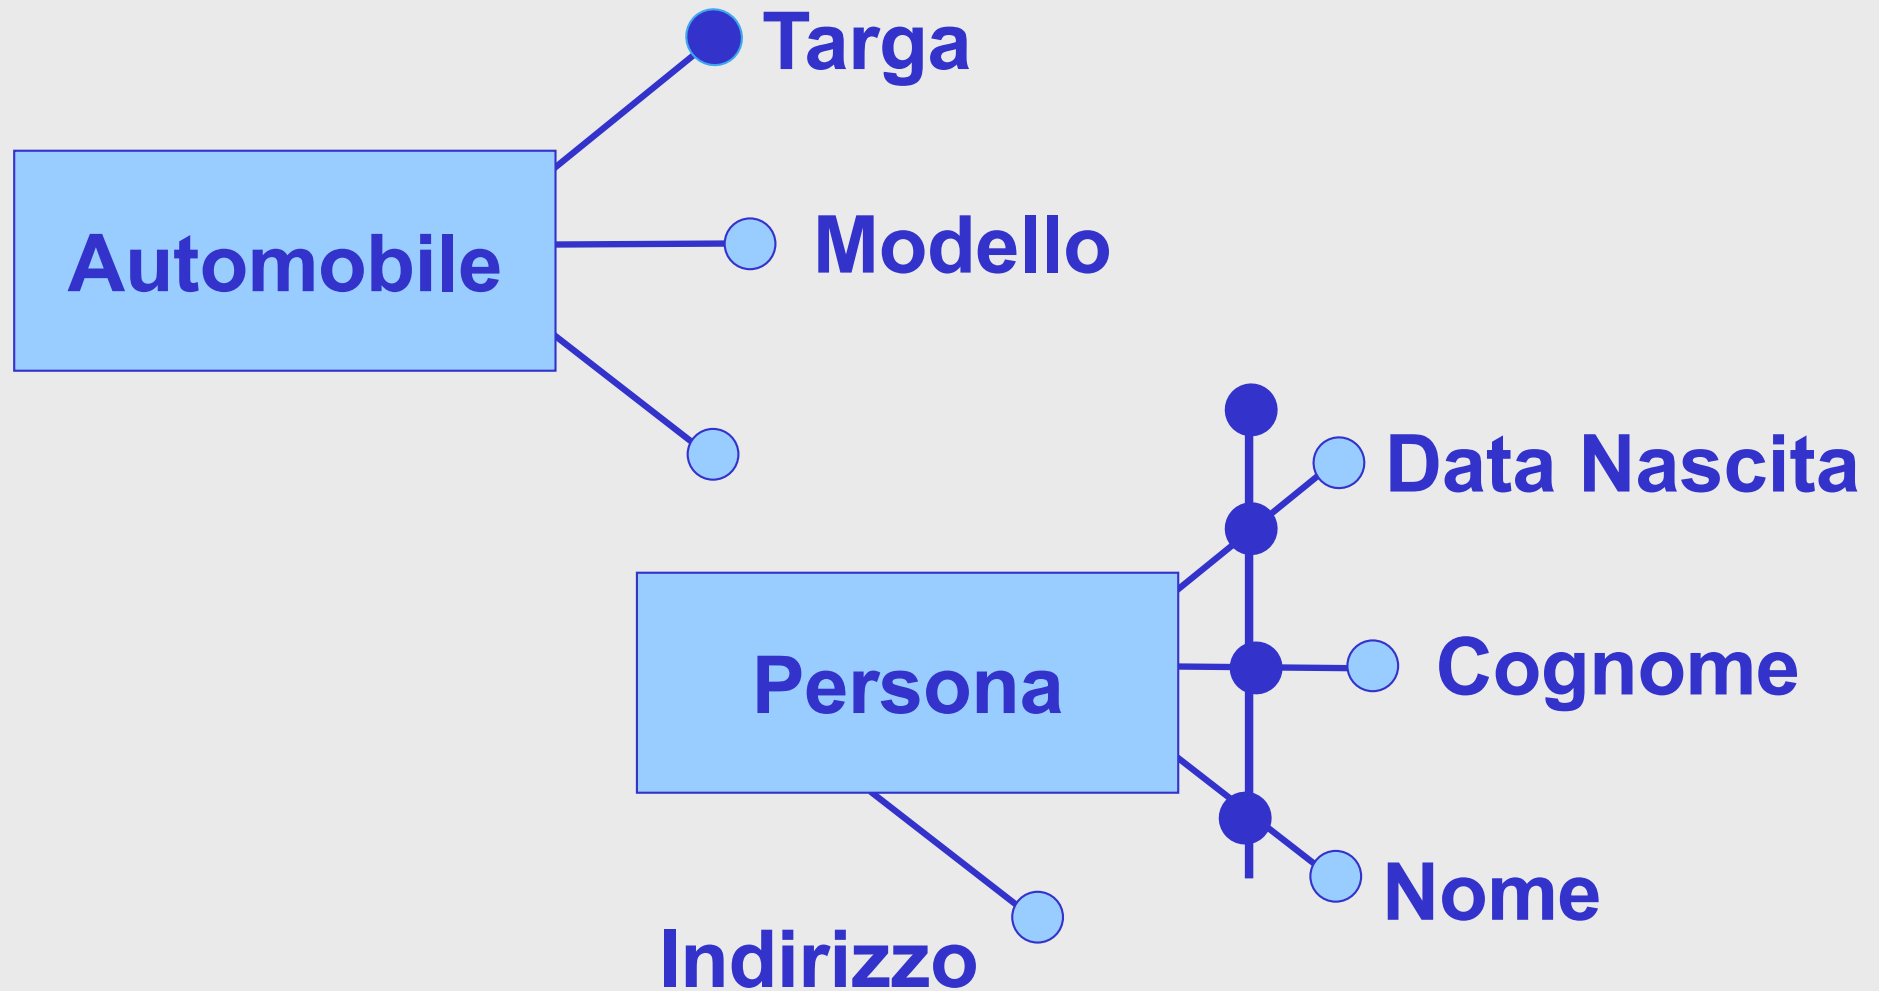 Targa
Automobile
Modello
Data Nascita
Persona
Cognome
Nome
Indirizzo